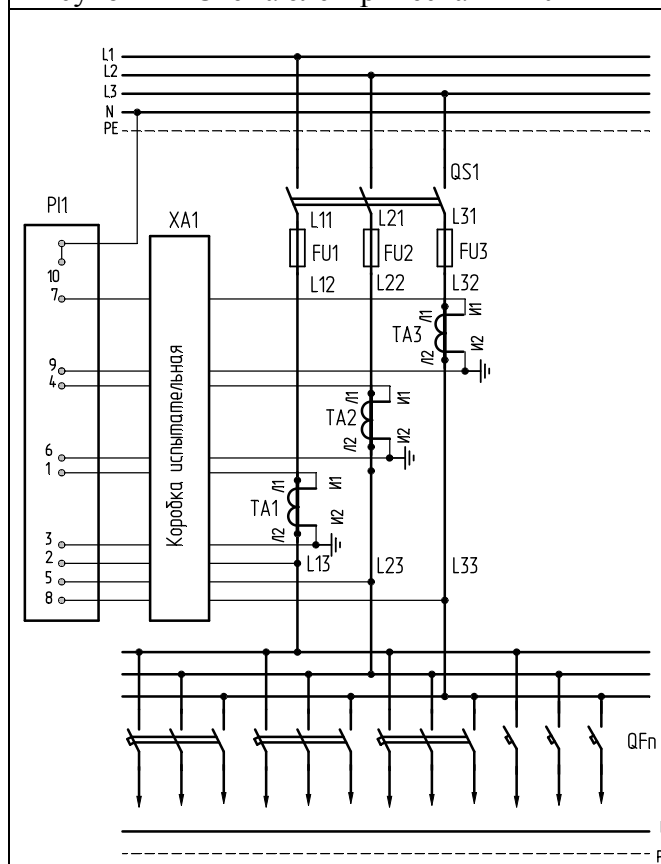 L1
L2
L3
N
PE
QS1
PI1
XA1
L11
L21
L31
FU1
FU2
FU3
10
L12
L22
L32
7
Л1
И1
TA3
Л2
И2
9
4
Л1
И1
TA2
Л2
И2
6
1
Л1
И1
TA1
Л2
И2
Коробка испытательная
3
2
L13
L23
L33
5
8
QFn